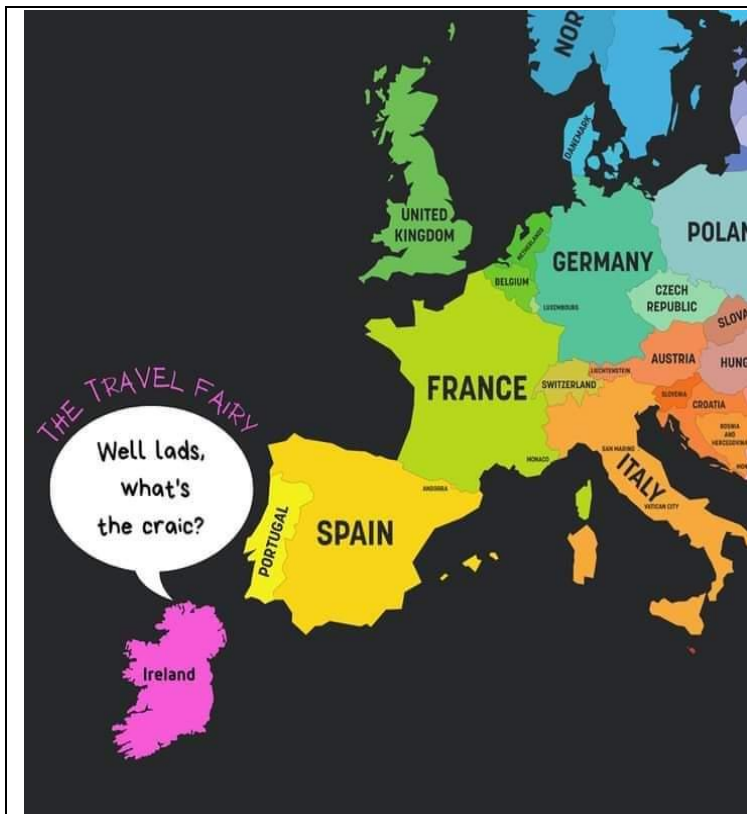 NOR
DANEMARK
UNITED
KINGDOM
NETHERLANDS
POLAN
GERMANY
BELGIUM
CZECH
REPUBLIC
LUXEMBOURG
SLOVA
AUSTRIA
HUNG
LIECHTENSTEIN
SWITZERLAND
FRANCE
SLOVENIA
CROATIA
THE TRAVEL FAIRY
BOSNIA
AND
HERCEGOVINA
SAN MARINO
MONACO
ITALY
VATICAN CITY
ANDORRA
Well lads,
what's
the craic?
PORTUGAL
SPAIN
Ireland